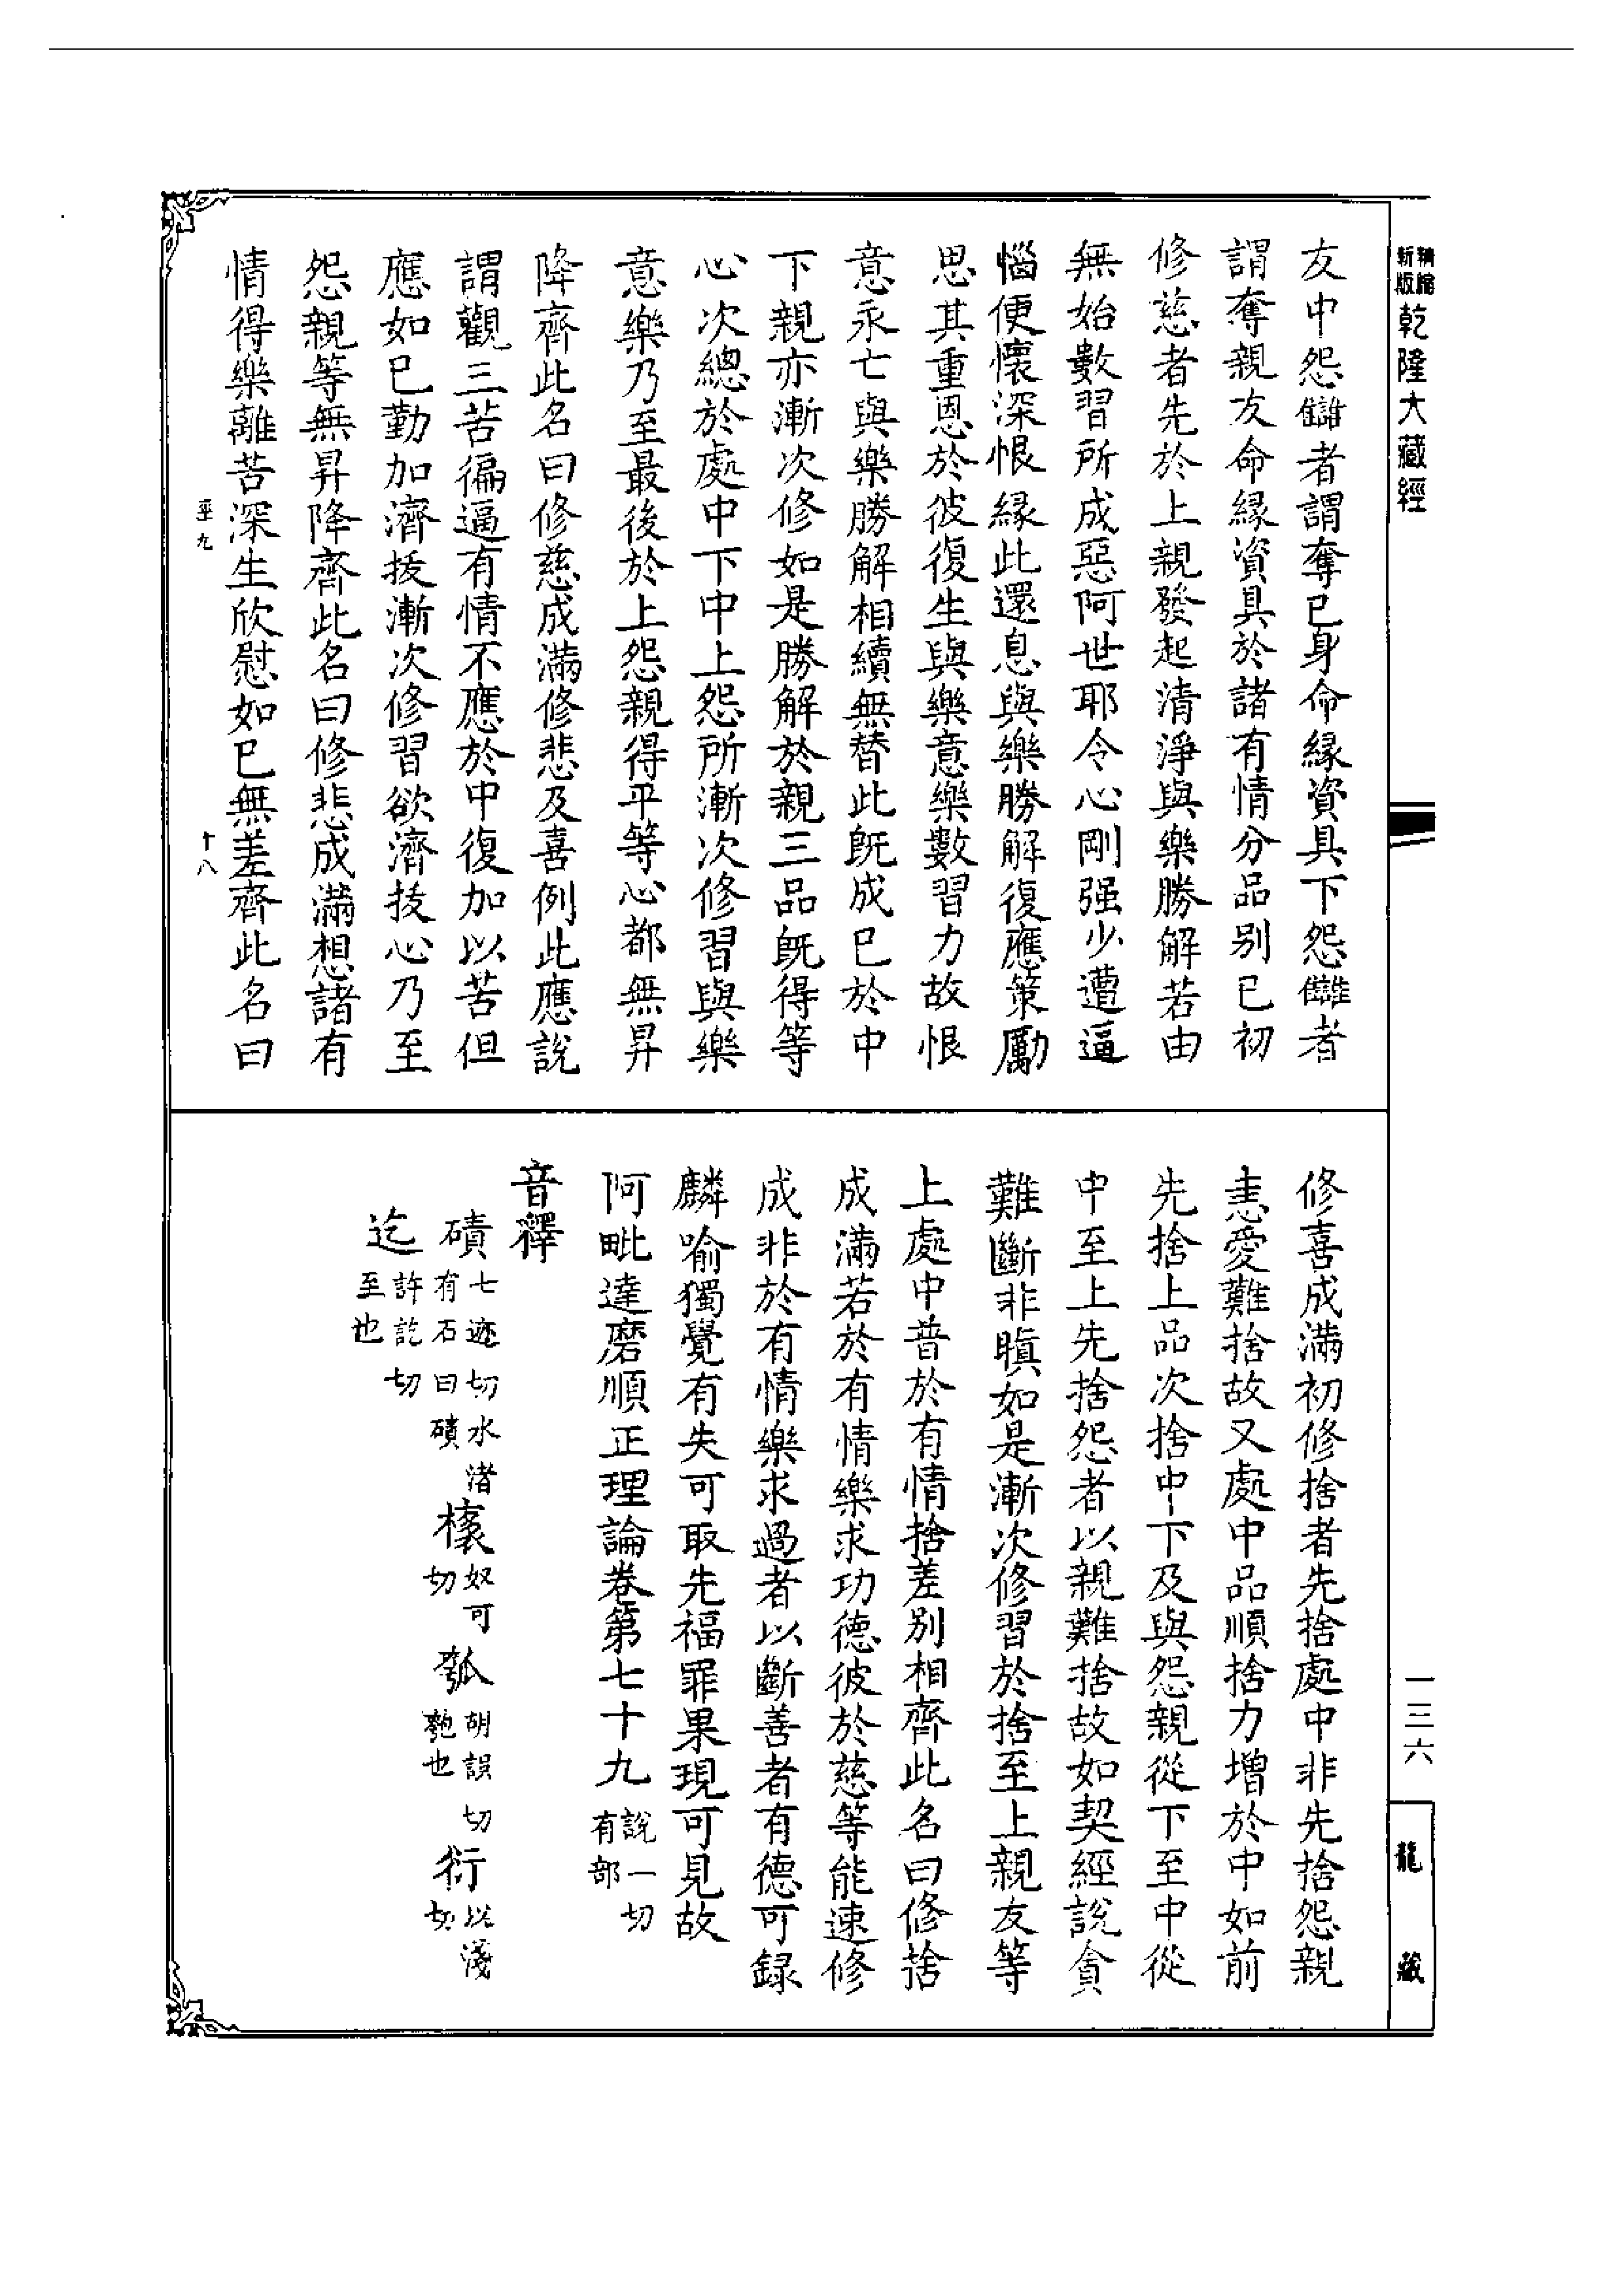 新版精縮乾隆大藏經
一三六
龍藏
友中怨讎者謂奪已身命緣資具下怨讎者
謂奪親友命緣資具於諸有情分品別已初
修慈者先於上親發起清淨與樂勝解若由
無始數習所成惡阿世耶令心剛强少遭逼
惱便懷深恨緣此還息與樂勝解復應策勵
思其重恩於彼復生與樂意樂數習力故恨
意永亡與樂勝解相續無替此既成已於中
下親亦漸次修如是勝解於親三品既得等
心次總於處中下中上怨所漸次修習與樂
意樂乃至最後於上怨親得平等心都無昇
降齊此名曰修慈成滿修悲及喜例此應說
謂觀三苦徧逼有情不應於中復加以苦但
應如已勤加濟拔漸次修習欲濟拔心乃至
怨親等無昇降齊此名曰修悲成滿想諸有
情得樂離苦深生欣慰如已無差齊此名曰
九 十八
修喜成滿初修捨者先捨處中非先捨怨親
恚愛難捨故又處中品順捨力增於中如前
先捨上品次捨中下及與怨親從下至中從
中至上先捨怨者以親難捨故如契經說貪
難斷非瞋如是漸次修習於捨至上親友等
上處中普於有情捨差別相齊此名曰修捨
成滿若於有情樂求功德彼於慈等能速修
成非於有情樂求過者以斷善者有德可録
麟喻獨覺有失可取先福罪果現可見故
阿毗達磨順正理論卷第七十九 說一切有部
音釋
磧 七迹切水渚有石曰磧 橠 奴可切 瓠 胡誤切匏也 衍 以淺切
迄 許訖切至也